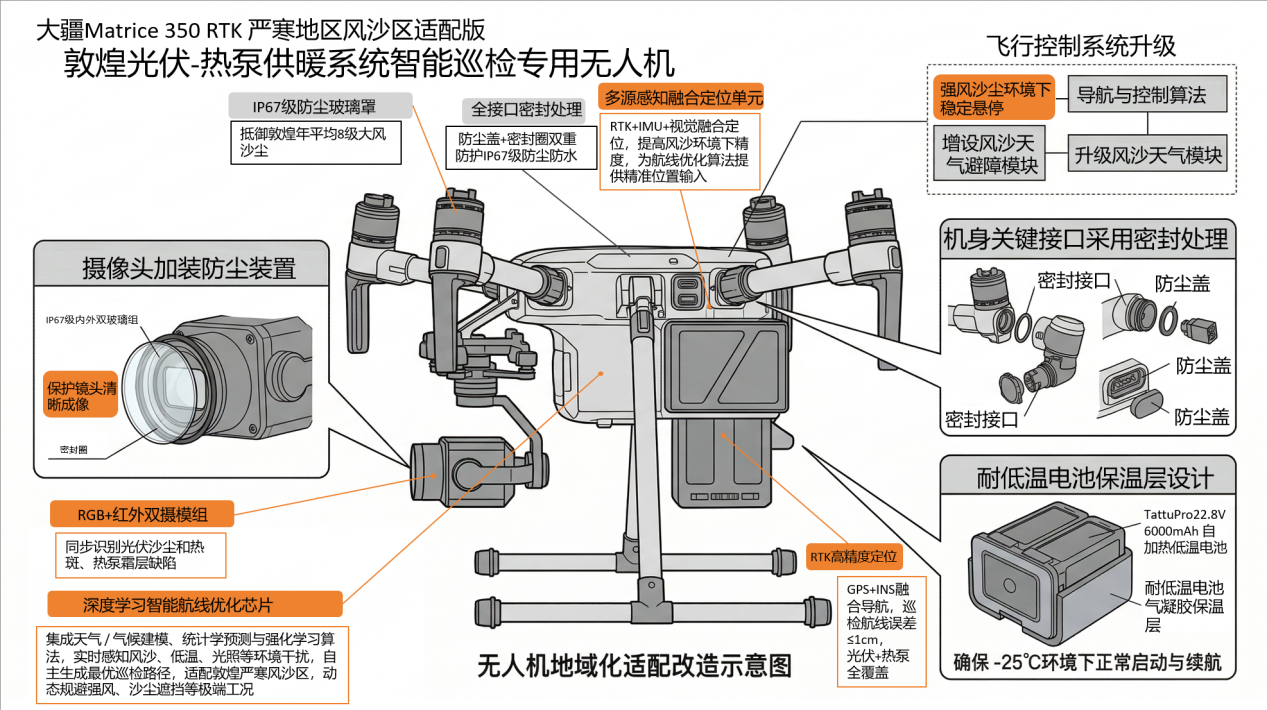 大疆Matrice 350 RTK 严寒地区风沙区适配版
敦煌光伏-热泵供暖系统智能巡检专用无人机
IP67级防尘玻璃罩
抵御敦煌年平均8级大风
沙尘
全接口密封处理
防尘盖+密封圈双重
防护IP67级防尘防水
多源感知融合定位单元
RTK+IMU+视觉融合定
位，提高风沙环境下精
度，为航线优化算法提
供精准位置输入
飞行控制系统升级
强风沙尘环境下
稳定悬停
导航与控制算法
增设风沙天
气避障模块
升级风沙天气模块
摄像头加装防尘装置
IP67级内外双玻璃组
保护镜头清
晰成像
密封圈
机身关键接口采用密封处理
密封接口
防尘盖
防尘盖
密封接口
防尘盖
RGB+红外双摄模组
同步识别光伏沙尘和热
斑、热泵霜层缺陷
深度学习智能航线优化芯片
集成天气 / 气候建模、统计学预测与强化学习算
法，实时感知风沙、低温、光照等环境干扰，自
主生成最优巡检路径，适配敦煌严寒风沙区，动
态规避强风、沙尘遮挡等极端工况
RTK高精度定位
GPS+INS融
合导航，巡
检航线误差
≤1cm，
光伏+热泵
全覆盖
耐低温电池保温层设计
TattuPro22.8V
6000mAh 自
加热低温电池
耐低温电池
气凝胶保温
层
确保 -25℃环境下正常启动与续航
无人机地域化适配改造示意图